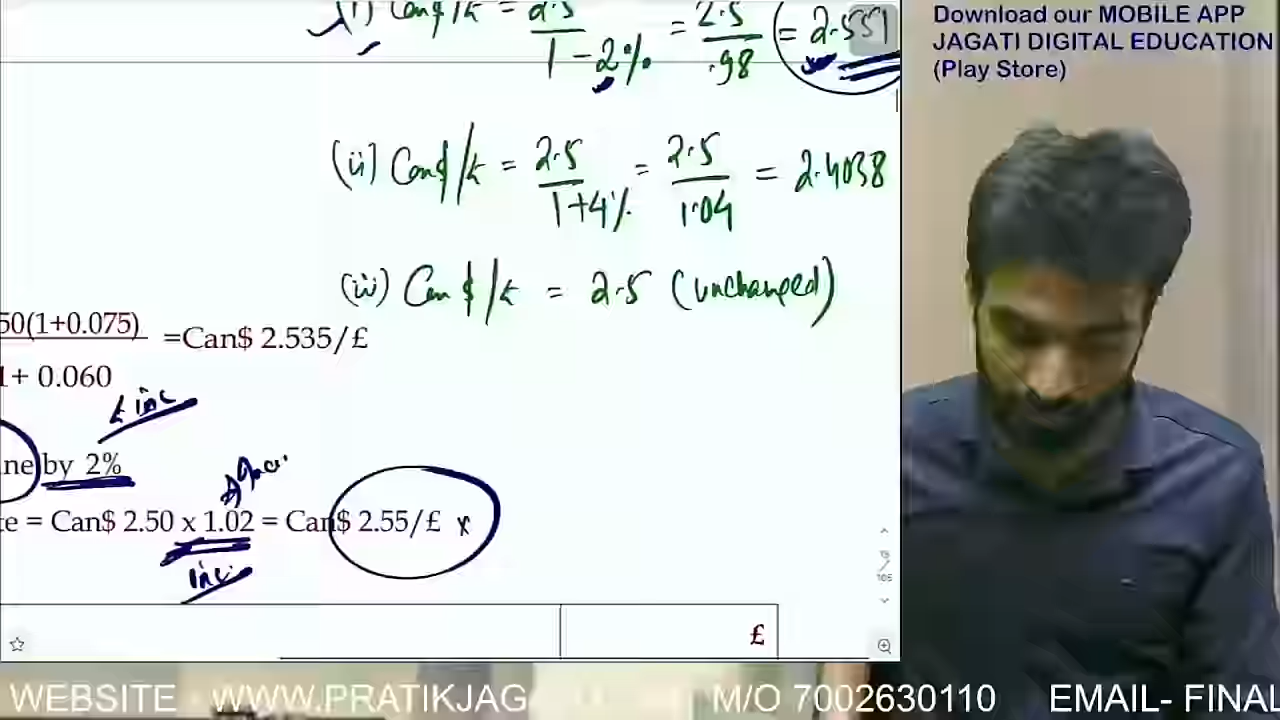 Download our MOBILE APP
JAGATI DIGITAL EDUCATION
(Play Store)
(i) Can$/£ = 2.5 / 1-2% = 2.5 / .98 = 2.551
(ii) Can$/£ = 2.5 / 1+4% = 2.5 / 1.04 = 2.4038
(iii) Can$/£ = 2.5 (unchanged)
50(1+0.075)
=Can$ 2.535/£
1+ 0.060
£ inc
ne by 2%
te = Can$ 2.50 x 1.02 = Can$ 2.55/£ x
inc.
£
15 / 105
WEBSITE - WWW.PRATIKJAG
M/O 7002630110
EMAIL- FINAL